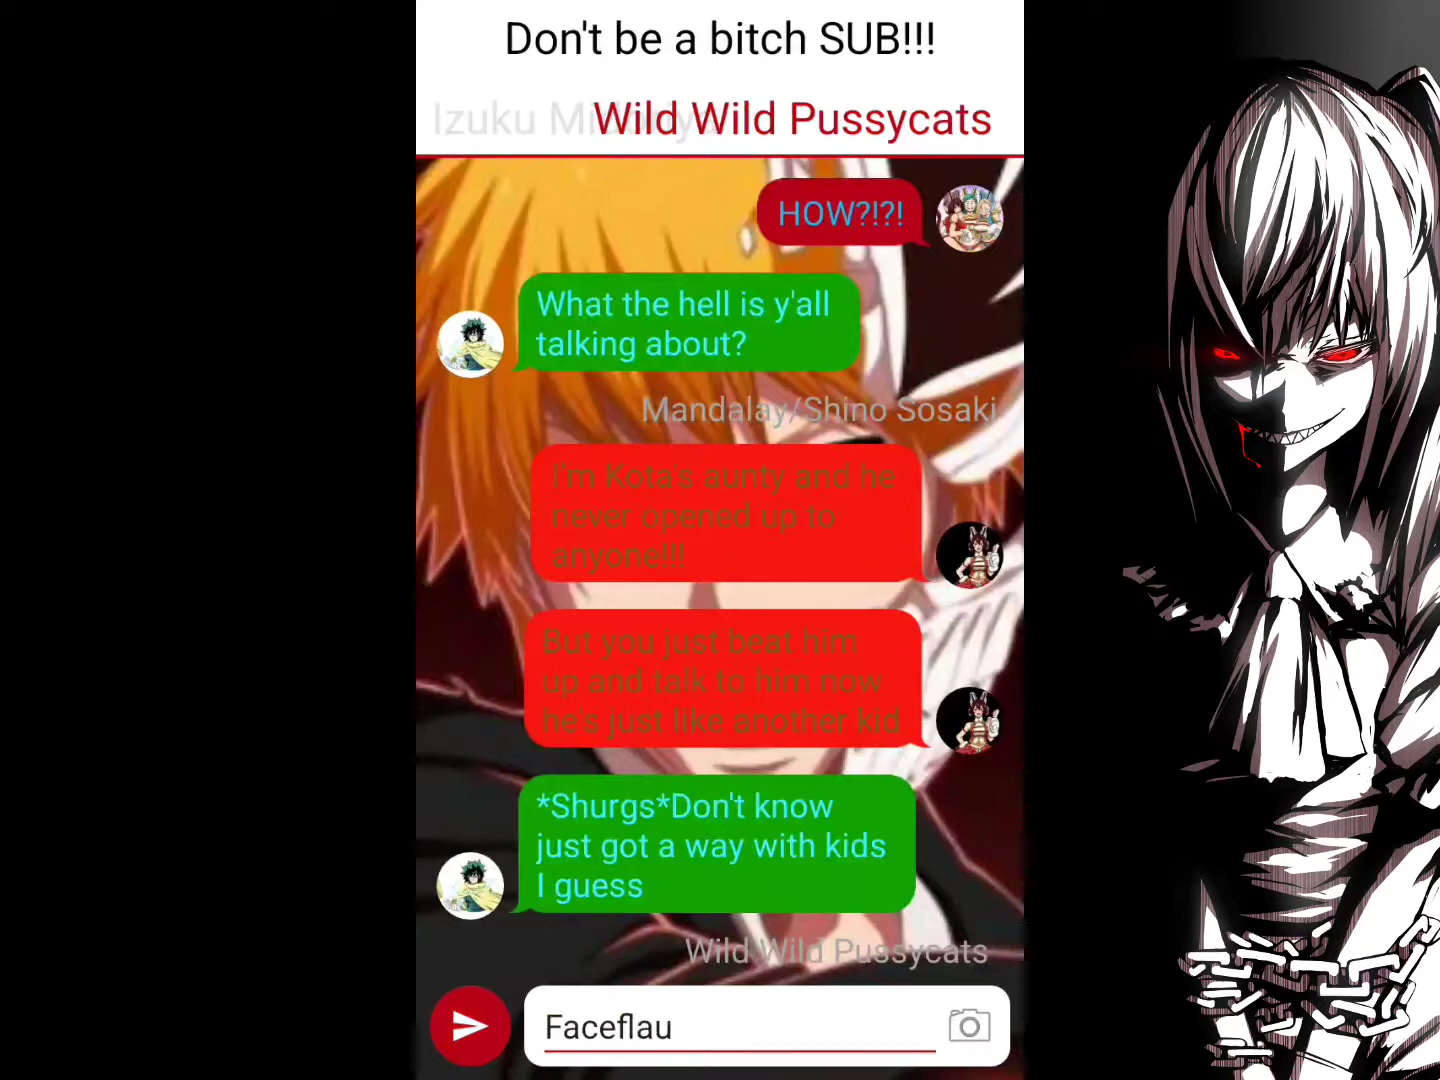 Don't be a bitch SUB!!!
Izuku Midoriya
Wild Wild Pussycats
HOW?!?!
What the hell is y'all
talking about?
Mandalay/Shino Sosaki
I'm Kota's aunty and he
never opened up to
anyone!!!
But you just beat him
up and talk to him now
he's just like another kid
*Shurgs*Don't know
just got a way with kids
I guess
Wild Wild Pussycats
Faceflau